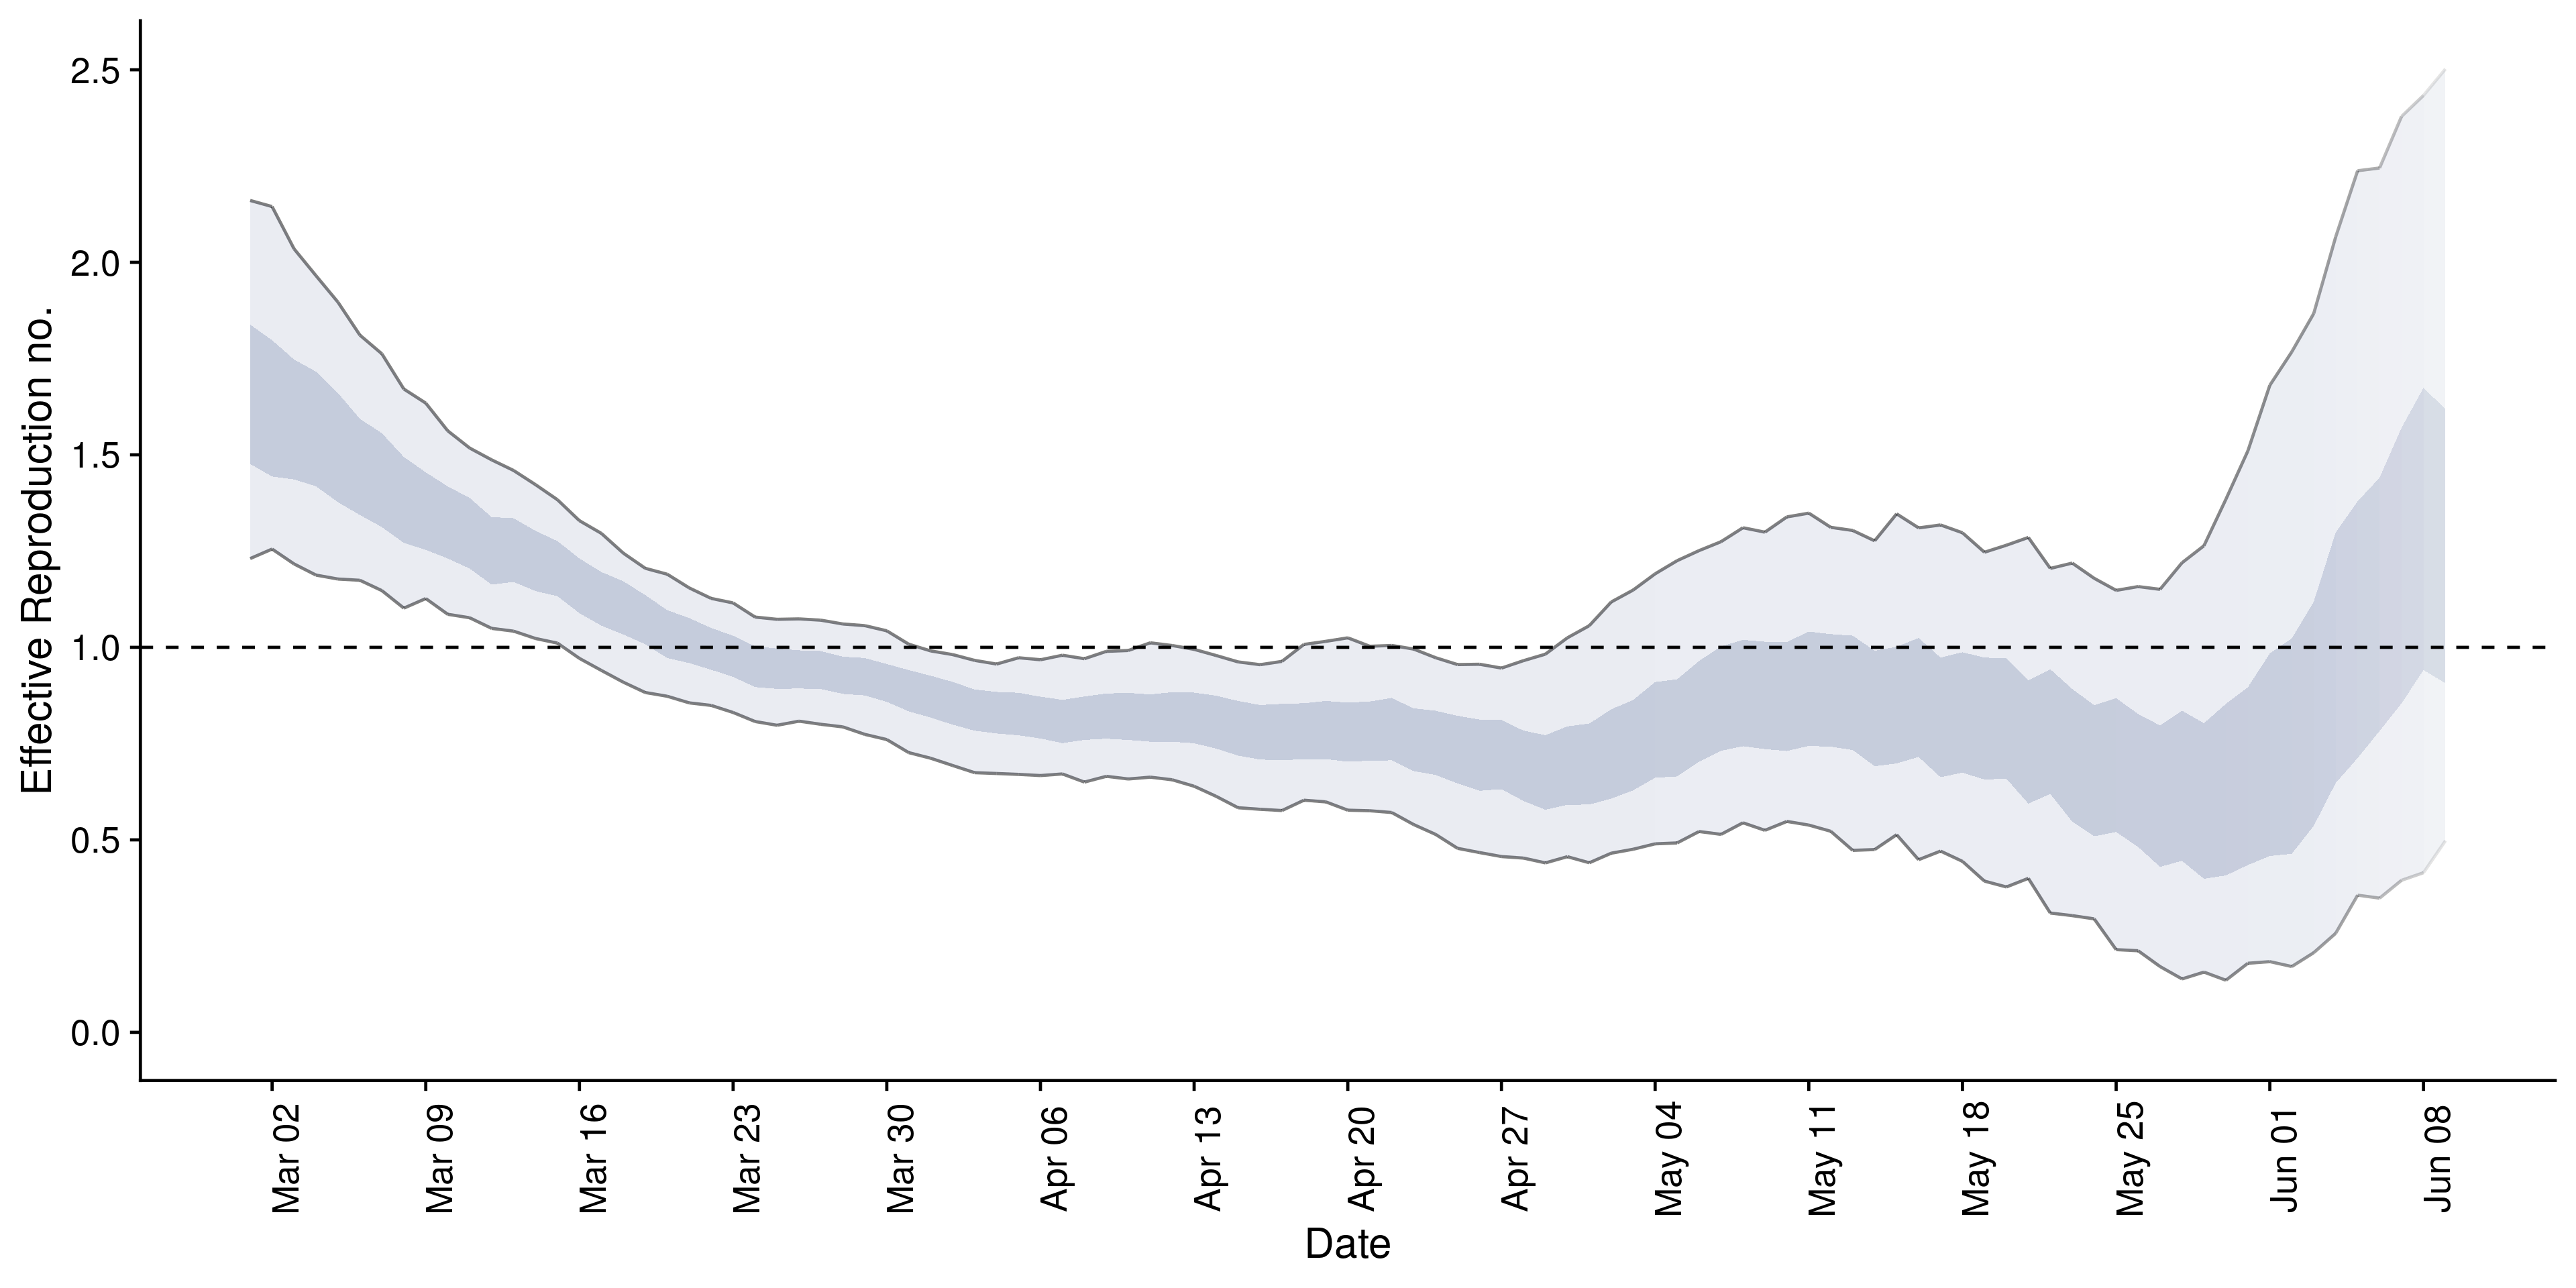 Effective Reproduction no.
2.5
2.0
1.5
1.0
0.5
0.0
Mar 02
Mar 09
Mar 16
Mar 23
Mar 30
Apr 06
Apr 13
Apr 20
Apr 27
May 04
May 11
May 18
May 25
Jun 01
Jun 08
Date